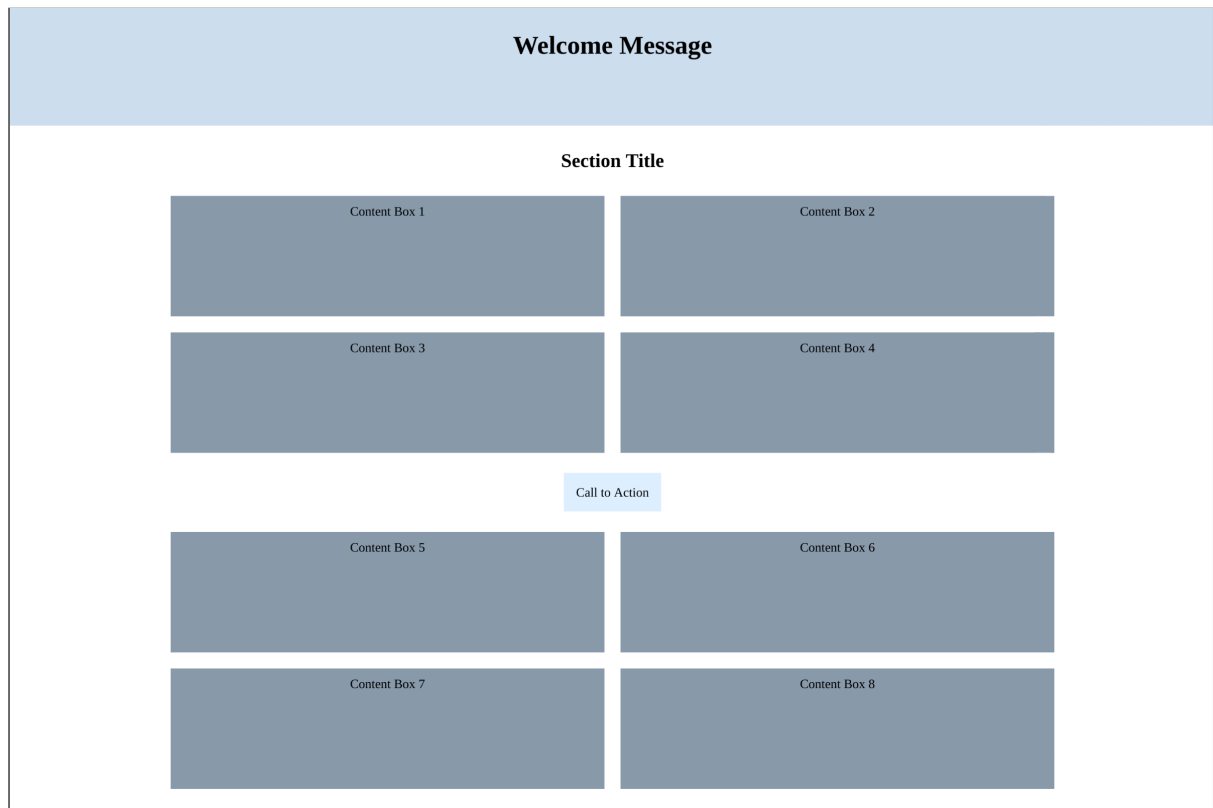 Welcome Message
Section Title
Content Box 1
Content Box 2
Content Box 3
Content Box 4
Call to Action
Content Box 5
Content Box 6
Content Box 7
Content Box 8